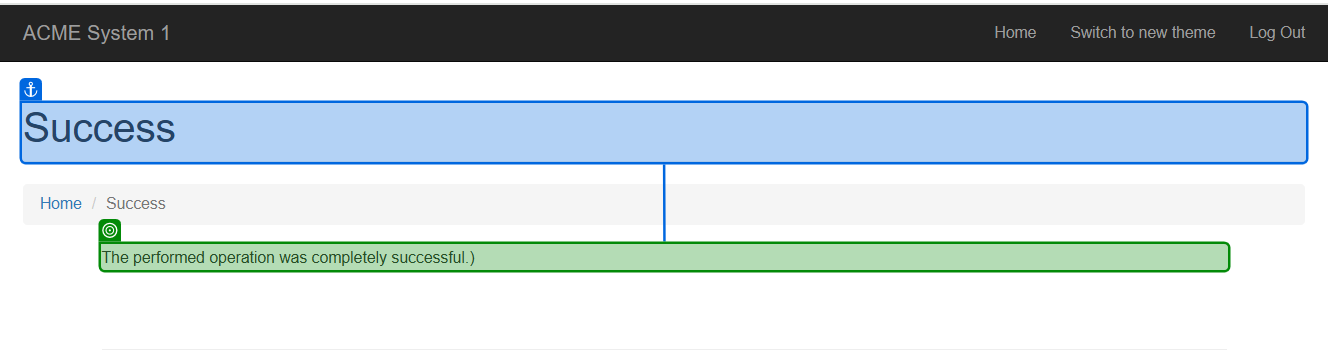 ACME System 1 Home Switch to new theme Log Out
Success
Home / Success
The performed operation was completely successful.)